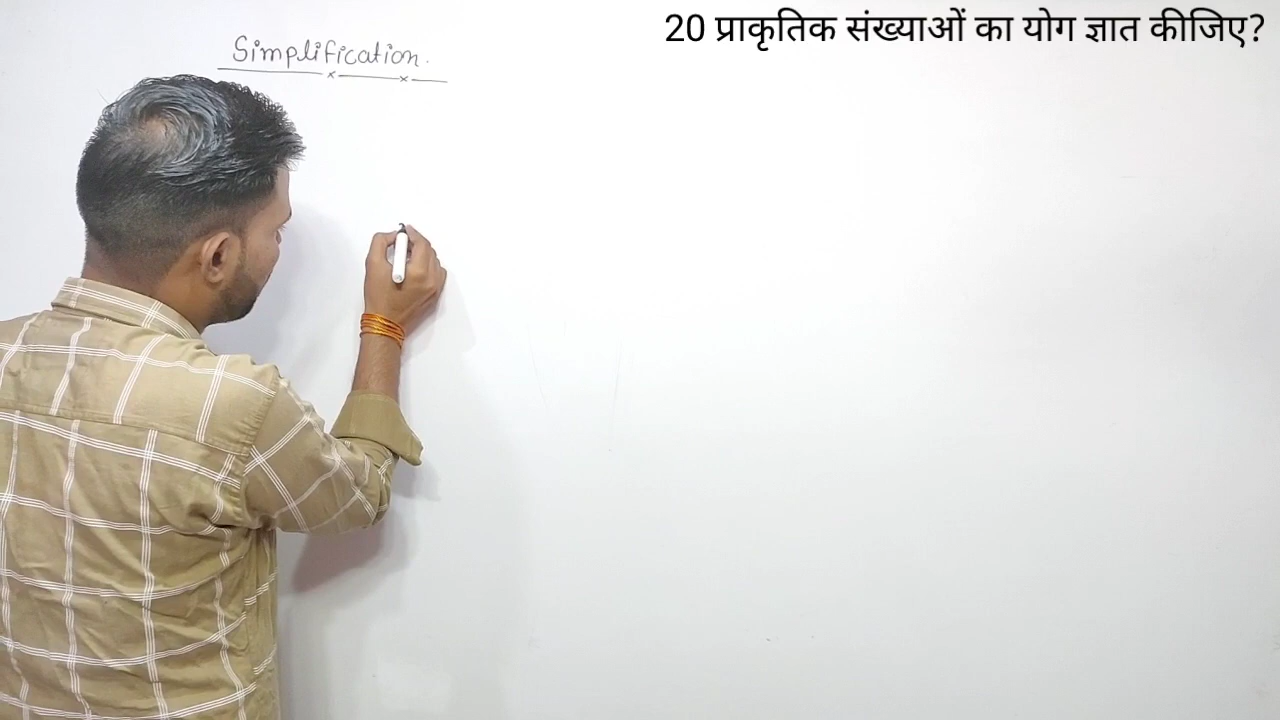 20 प्राकृतिक संख्याओं का योग ज्ञात कीजिए?
Simplification.